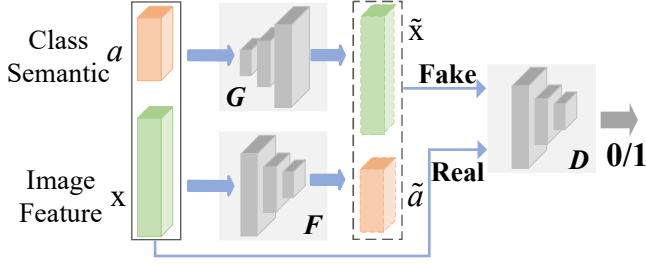 Class
Semantic
a
G
x̃
Fake
D
0/1
Image
Feature
x
F
ã
Real